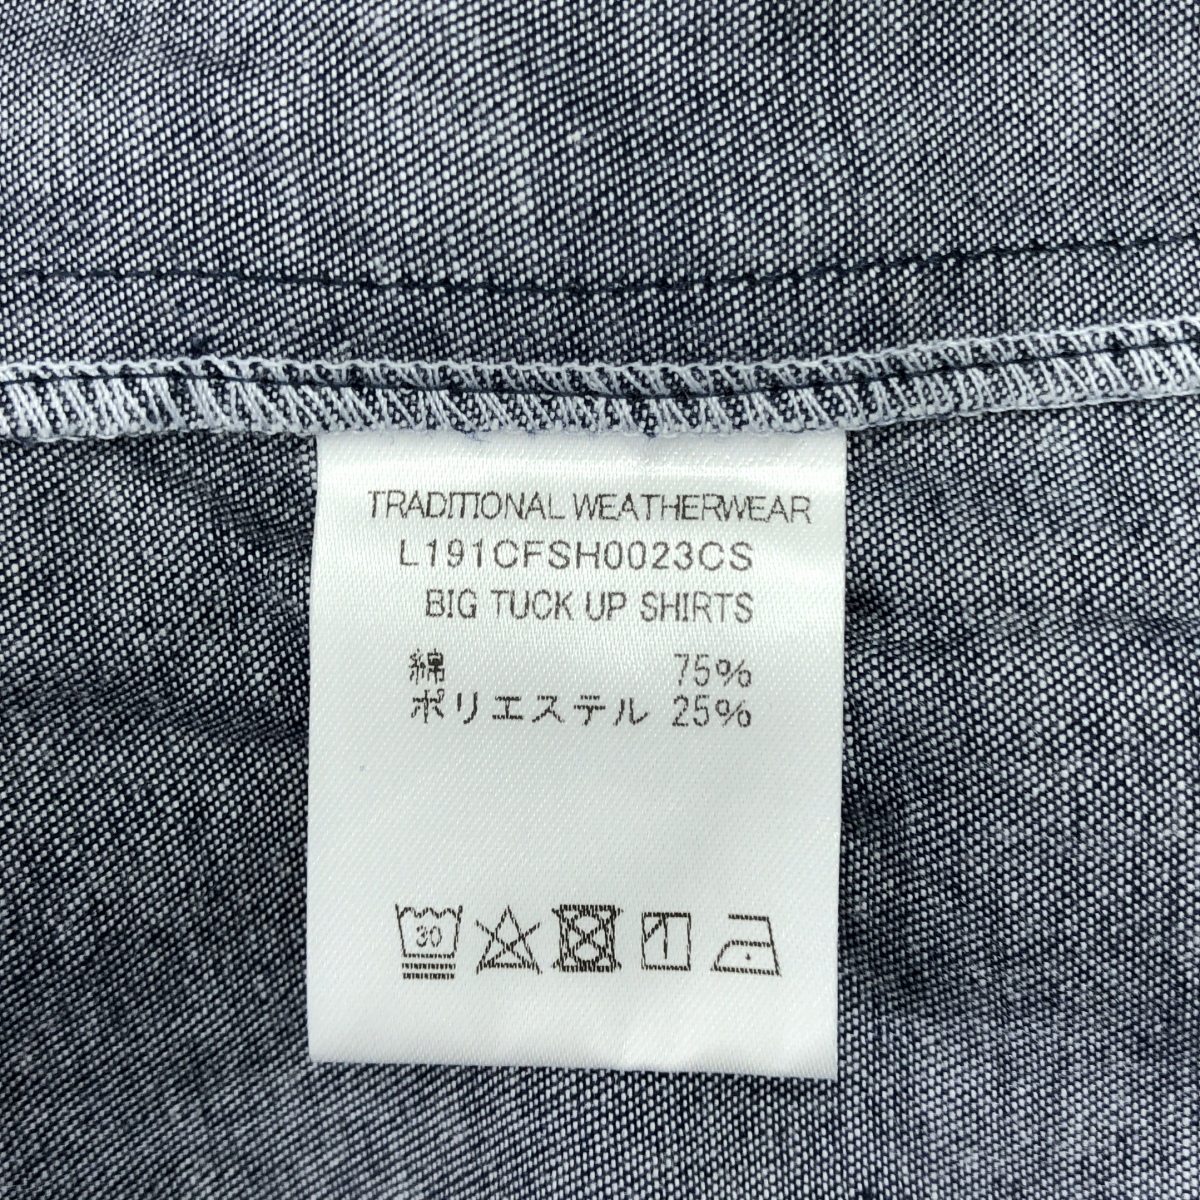 TRADITIONAL WEATHERWEAR
L191CFSH0023CS
BIG TUCK UP SHIRTS
綿 75%
ポリエステル 25%
30